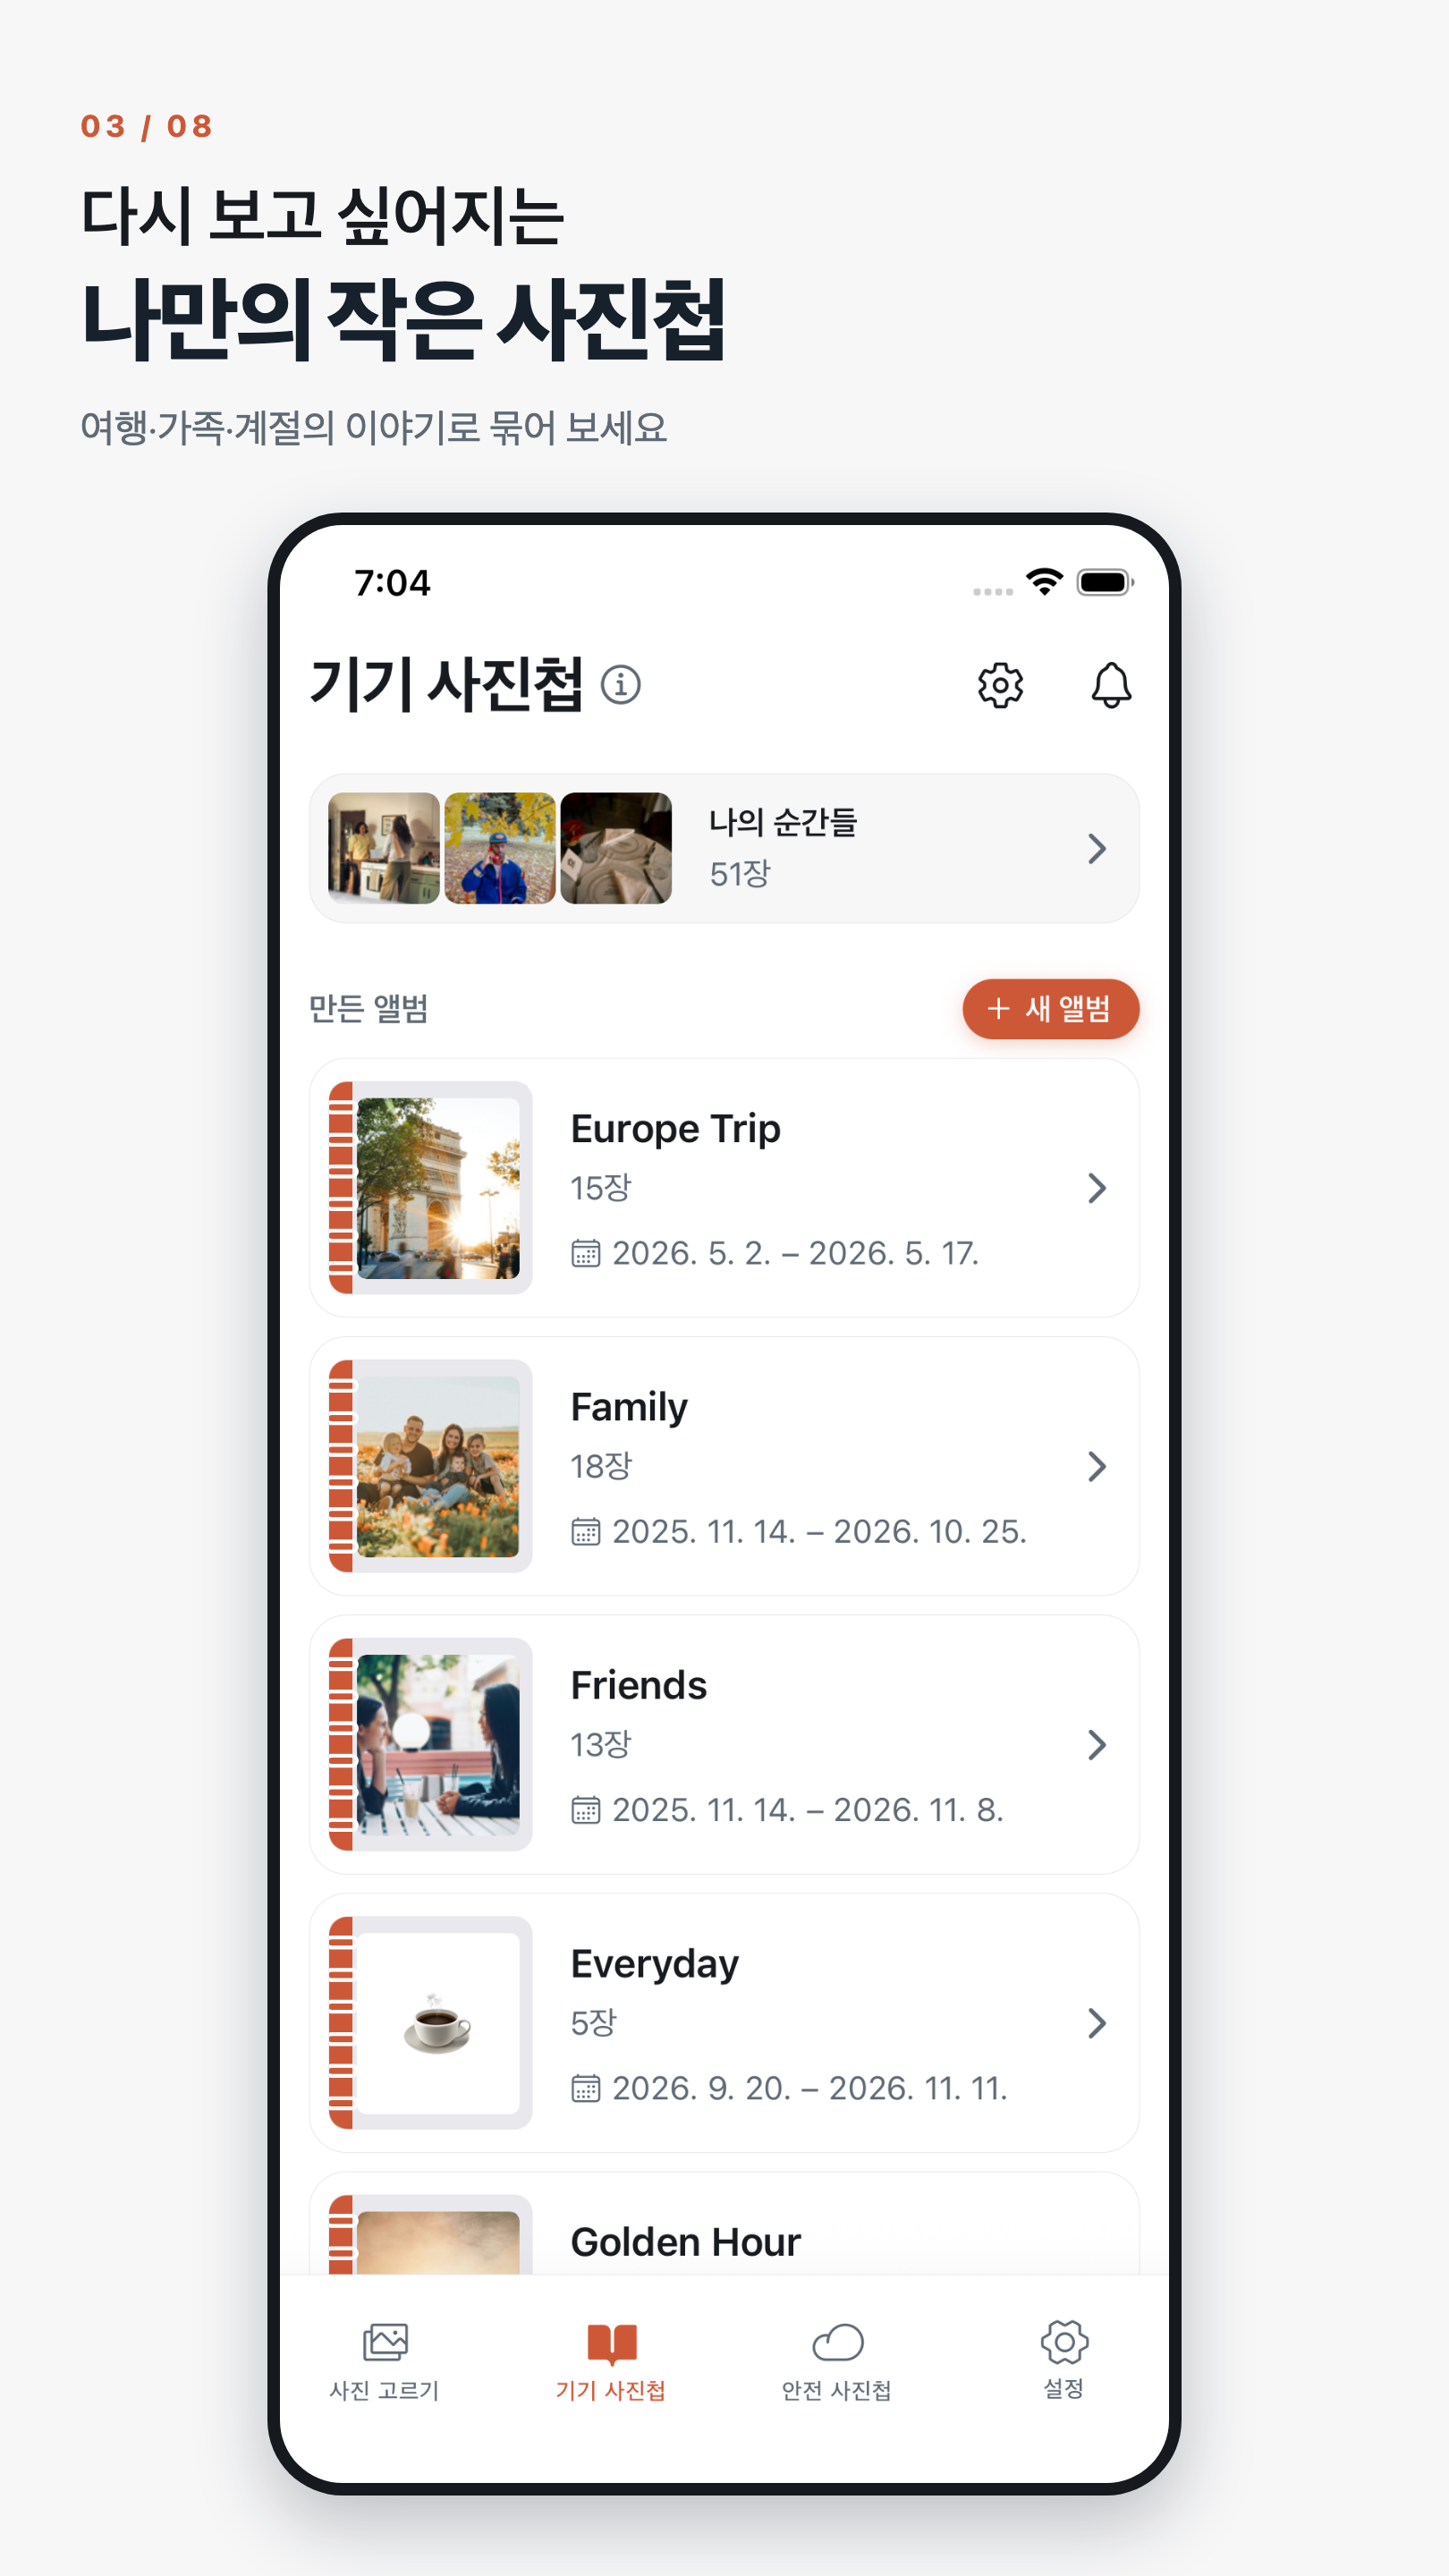 03 / 08
다시 보고 싶어지는
나만의 작은 사진첩
여행·가족·계절의 이야기로 묶어 보세요
7:04
기기 사진첩
나의 순간들
51장
만든 앨범
+ 새 앨범
Europe Trip
15장
2026. 5. 2. – 2026. 5. 17.
Family
18장
2025. 11. 14. – 2026. 10. 25.
Friends
13장
2025. 11. 14. – 2026. 11. 8.
Everyday
5장
2026. 9. 20. – 2026. 11. 11.
Golden Hour
사진 고르기
기기 사진첩
안전 사진첩
설정